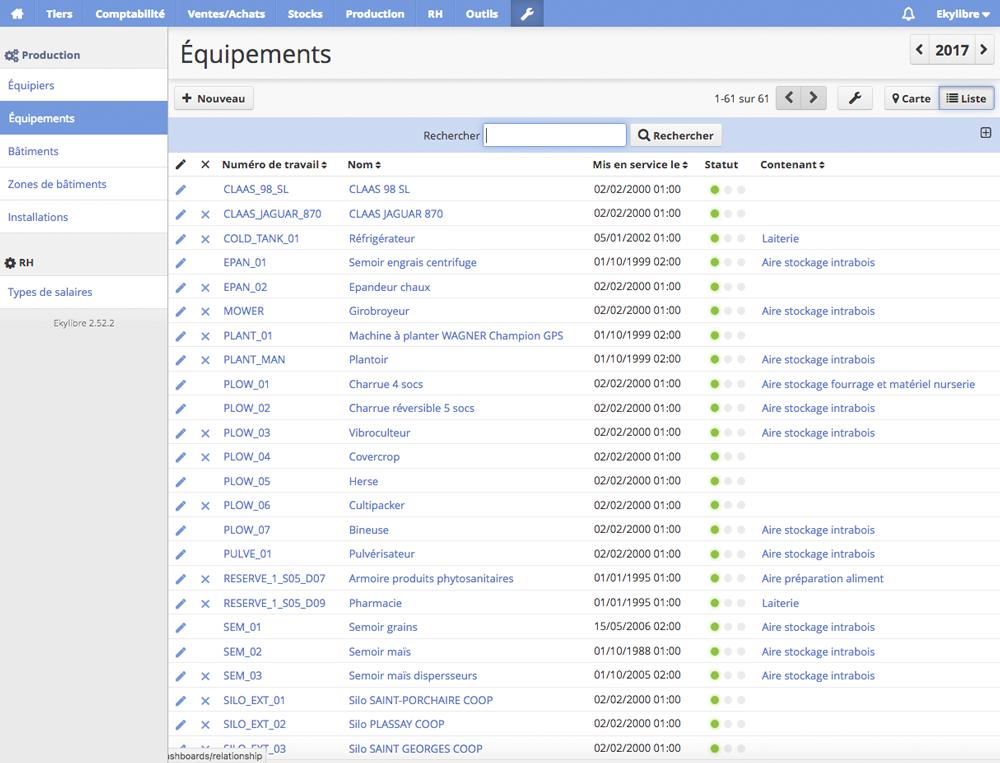 Tiers Comptabilité Ventes/Achats Stocks Production RH Outils Ekylibre
Production
Équipiers
Équipements
Bâtiments
Zones de bâtiments
Installations
RH
Types de salaires
Ekylibre 2.52.2
Équipements
2017
Nouveau
1-61 sur 61
Carte
Liste
Rechercher Rechercher
Numéro de travail Nom Mis en service le Statut Contenant
CLAAS_98_SL CLAAS 98 SL 02/02/2000 01:00
CLAAS_JAGUAR_870 CLAAS JAGUAR 870 02/02/2000 01:00
COLD_TANK_01 Réfrigérateur 05/01/2002 01:00 Laiterie
EPAN_01 Semoir engrais centrifuge 01/10/1999 02:00 Aire stockage intrabois
EPAN_02 Epandeur chaux 02/02/2000 01:00
MOWER Girobroyeur 02/02/2000 01:00 Aire stockage intrabois
PLANT_01 Machine à planter WAGNER Champion GPS 01/10/1999 02:00
PLANT_MAN Plantoir 01/10/1999 02:00 Aire stockage intrabois
PLOW_01 Charrue 4 socs 02/02/2000 01:00 Aire stockage fourrage et matériel nurserie
PLOW_02 Charrue réversible 5 socs 02/02/2000 01:00 Aire stockage intrabois
PLOW_03 Vibroculteur 02/02/2000 01:00 Aire stockage intrabois
PLOW_04 Covercrop 02/02/2000 01:00
PLOW_05 Herse 02/02/2000 01:00
PLOW_06 Cultipacker 02/02/2000 01:00
PLOW_07 Bineuse 02/02/2000 01:00 Aire stockage intrabois
PULVE_01 Pulvérisateur 02/02/2000 01:00 Aire stockage intrabois
RESERVE_1_S05_D07 Armoire produits phytosanitaires 01/01/1995 01:00 Aire préparation aliment
RESERVE_1_S05_D09 Pharmacie 01/01/1995 01:00 Laiterie
SEM_01 Semoir grains 15/05/2006 02:00 Aire stockage intrabois
SEM_02 Semoir maïs 01/10/1988 01:00 Aire stockage intrabois
SEM_03 Semoir maïs dispersseurs 01/10/2005 02:00 Aire stockage intrabois
SILO_EXT_01 Silo SAINT-PORCHAIRE COOP 02/02/2000 01:00
SILO_EXT_02 Silo PLASSAY COOP 02/02/2000 01:00
SILO_EXT_03 Silo SAINT GEORGES COOP 02/02/2000 01:00
ashboards/relationship